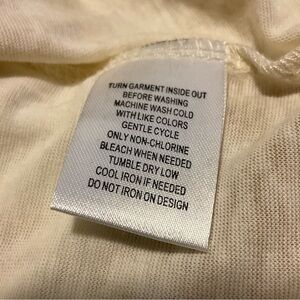 TURN GARMENT INSIDE OUT
BEFORE WASHING
MACHINE WASH COLD
WITH LIKE COLORS
GENTLE CYCLE
ONLY NON-CHLORINE
BLEACH WHEN NEEDED
TUMBLE DRY LOW
COOL IRON IF NEEDED
DO NOT IRON ON DESIGN